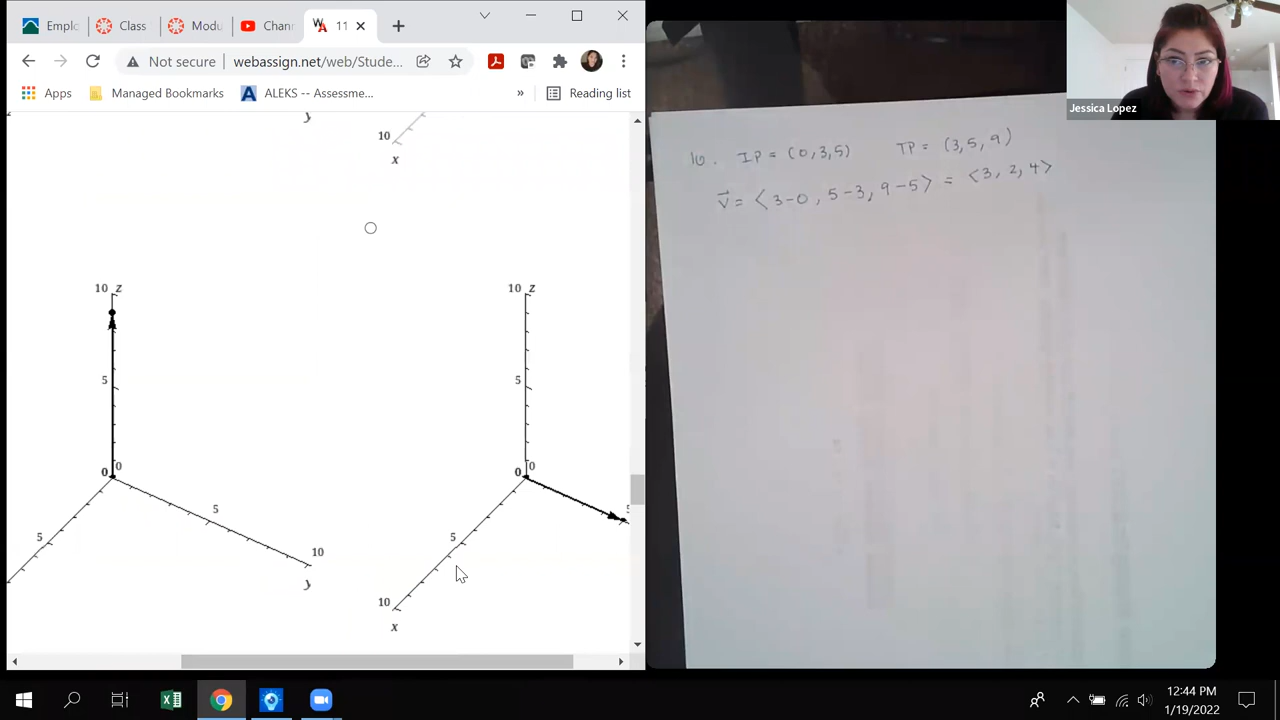 Emplo
Class
Modu
Chan
11
Not secure
webassign.net/web/Stude...
Apps
Managed Bookmarks
ALEKS -- Assessme...
»
Reading list
y
10
x
10 z
5
0 0
5
5
10
y
10 z
5
0 0
5
5
10
x
10. IP = (0,3,5) TP = (3,5,9)
v⃗ = <3-0, 5-3, 9-5> = <3, 2, 4>
Jessica Lopez
12:44 PM
1/19/2022